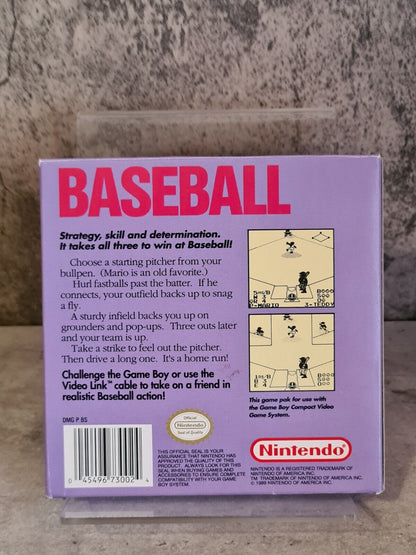 BASEBALL
Strategy, skill and determination.
It takes all three to win at Baseball!
Choose a starting pitcher from your
bullpen. (Mario is an old favorite.)
Hurl fastballs past the batter. If he
connects, your outfield backs up to snag
a fly.
A sturdy infield backs you up on
grounders and pop-ups. Three outs later
and your team is up.
Take a strike to feel out the pitcher.
Then drive a long one. It's a home run!
Challenge the Game Boy or use the
Video Link™ cable to take on a friend in
realistic Baseball action!
P-MARIO 3-TEDDY
This game pak for use with
the Game Boy Compact Video
Game System.
DMG P BS
0 45496 73002 4
Official
Nintendo
Seal of Quality
THIS OFFICIAL SEAL IS YOUR
ASSURANCE THAT NINTENDO HAS
APPROVED THE QUALITY OF THIS
PRODUCT. ALWAYS LOOK FOR THIS
SEAL WHEN BUYING GAMES AND
ACCESSORIES TO ENSURE COMPLETE
COMPATIBILITY WITH YOUR GAME
BOY SYSTEM.
Nintendo®
NINTENDO IS A REGISTERED TRADEMARK OF
NINTENDO OF AMERICA INC.
© 1989 NINTENDO OF AMERICA INC.